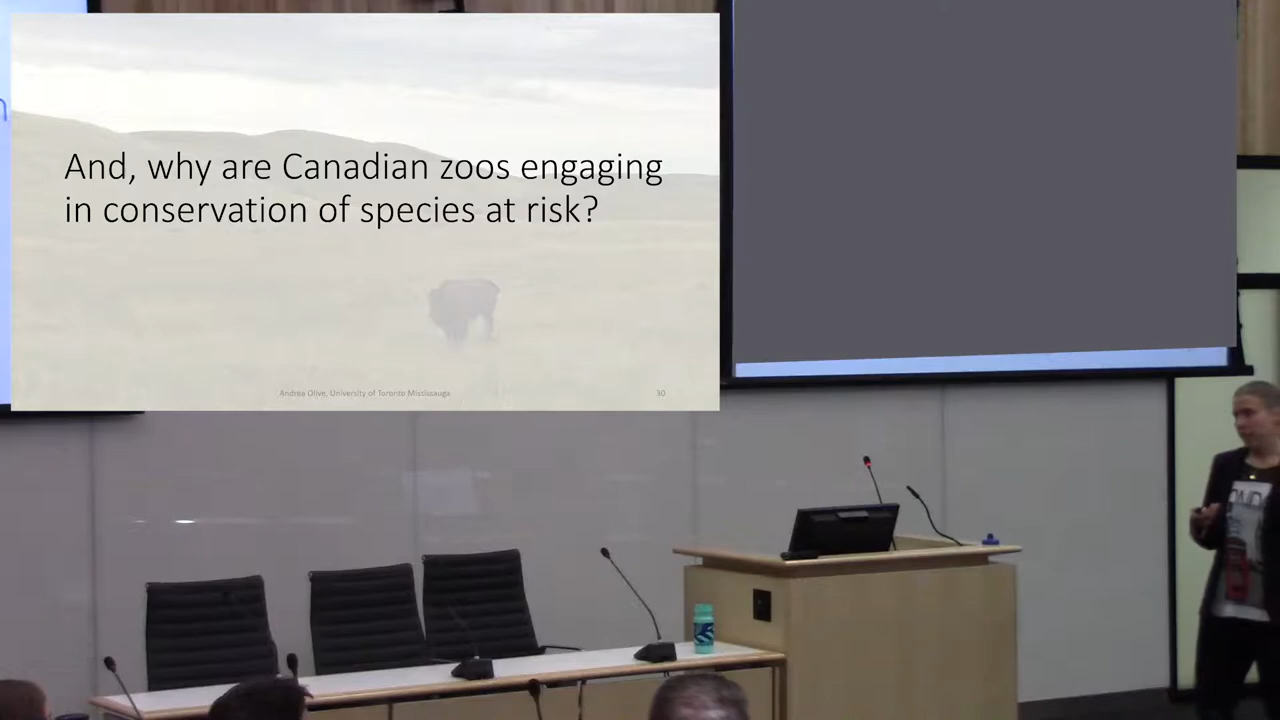 And, why are Canadian zoos engaging
in conservation of species at risk?
Andrea Olive, University of Toronto Mississauga
30